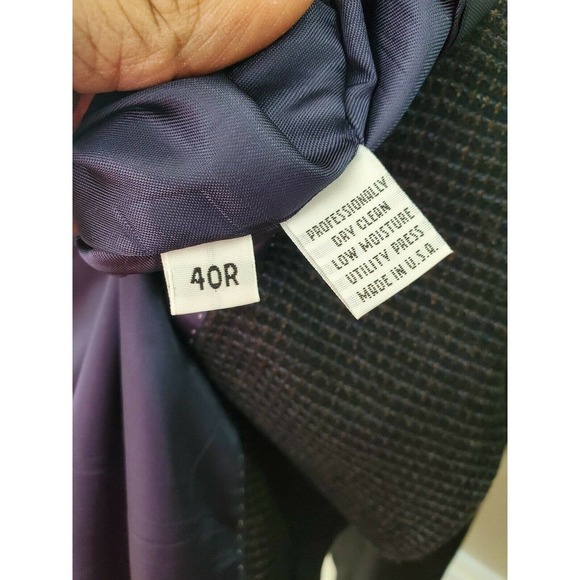 40R
PROFESSIONALLY
DRY CLEAN
LOW MOISTURE
UTILITY PRESS
MADE IN U.S.A.